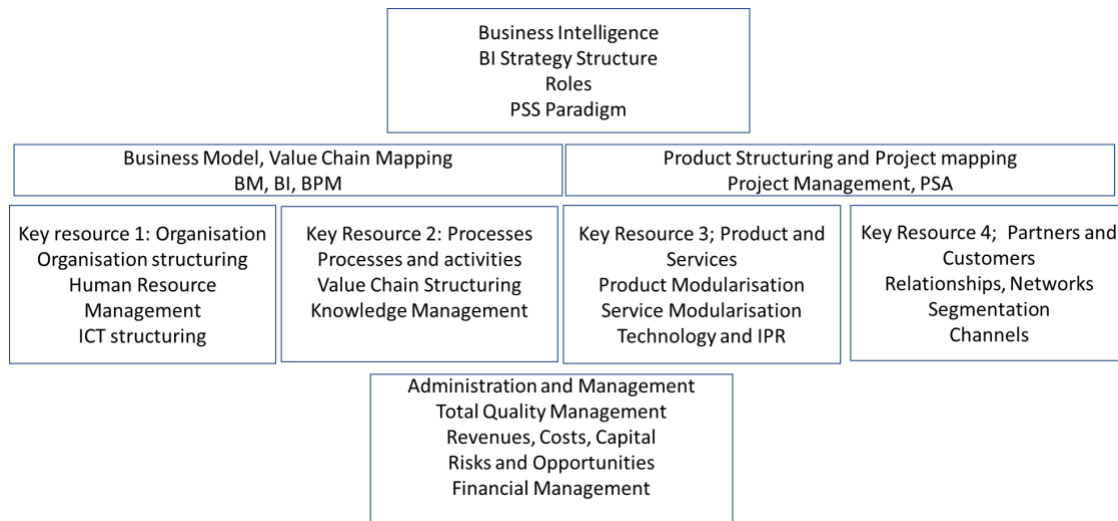 Business Intelligence
BI Strategy Structure
Roles
PSS Paradigm
Business Model, Value Chain Mapping
BM, BI, BPM
Product Structuring and Project mapping
Project Management, PSA
Key resource 1: Organisation
Organisation structuring
Human Resource
Management
ICT structuring
Key Resource 2: Processes
Processes and activities
Value Chain Structuring
Knowledge Management
Key Resource 3; Product and
Services
Product Modularisation
Service Modularisation
Technology and IPR
Key Resource 4; Partners and
Customers
Relationships, Networks
Segmentation
Channels
Administration and Management
Total Quality Management
Revenues, Costs, Capital
Risks and Opportunities
Financial Management